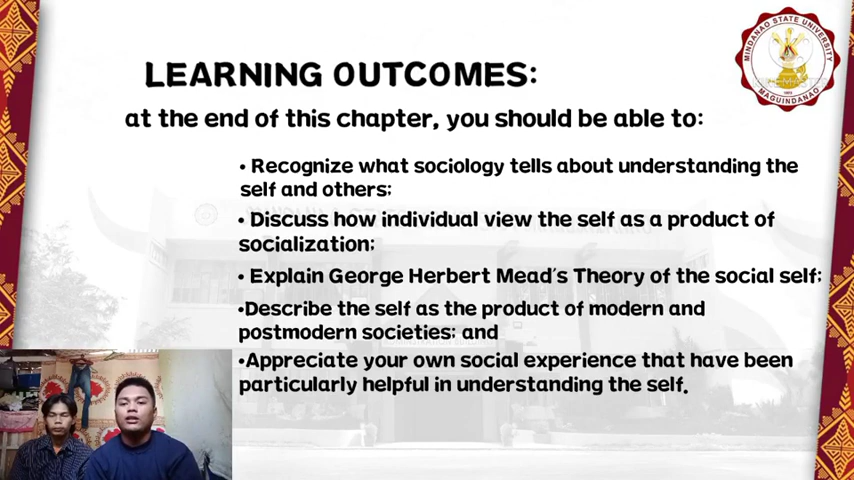 MINDANAO STATE UNIVERSITY
MAGUINDANAO
LEARNING OUTCOMES:
at the end of this chapter, you should be able to:
• Recognize what sociology tells about understanding the
self and others;
• Discuss how individual view the self as a product of
socialization;
• Explain George Herbert Mead's Theory of the social self;
•Describe the self as the product of modern and
postmodern societies; and
•Appreciate your own social experience that have been
particularly helpful in understanding the self.